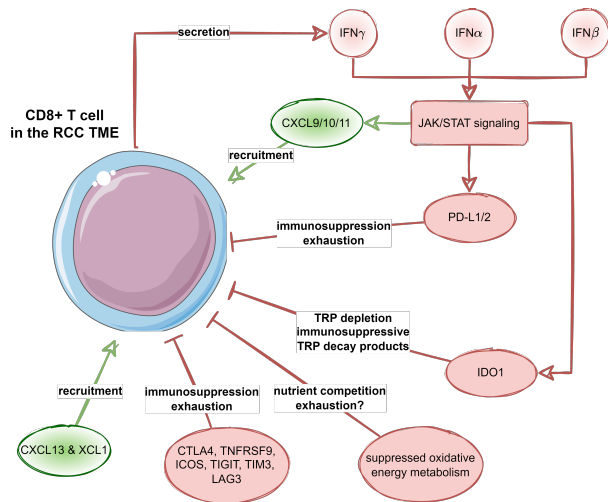 secretion
IFNγ
IFNα
IFNβ
CD8+ T cell
in the RCC TME
CXCL9/10/11
JAK/STAT signaling
recruitment
PD-L1/2
immunosuppression
exhaustion
TRP depletion
immunosuppressive
TRP decay products
IDO1
recruitment
immunosuppression
exhaustion
nutrient competition
exhaustion?
CXCL13 & XCL1
CTLA4, TNFRSF9,
ICOS, TIGIT, TIM3,
LAG3
suppressed oxidative
energy metabolism